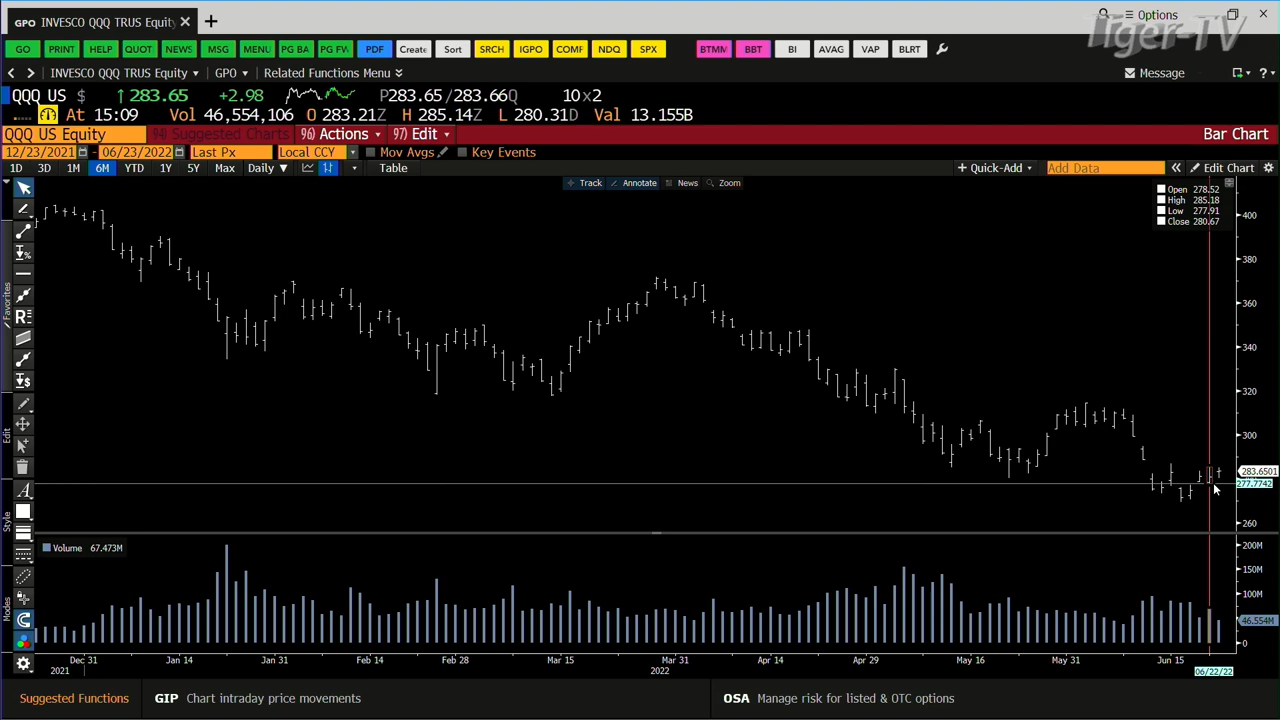 GPO INVESCO QQQ TRUS Equity
Options
Tiger-TV
GO PRINT HELP QUOT NEWS MSG MENU PG BA PG FW PDF Create Sort SRCH IGPO COMF NDQ SPX BTMM BBT BI AVAG VAP BLRT
INVESCO QQQ TRUS Equity GPO Related Functions Menu Message ?
QQQ US $ ↑ 283.65 +2.98 P283.65/283.66Q 10x2
At 15:09 Vol 46,554,106 O 283.21Z H 285.14Z L 280.31D Val 13.155B
QQQ US Equity 94) Suggested Charts 96) Actions 97) Edit Bar Chart
12/23/2021 - 06/23/2022 Last Px Local CCY Mov Avgs Key Events
1D 3D 1M 6M YTD 1Y 5Y Max Daily ▼ Table + Quick-Add Add Data « Edit Chart
Track Annotate News Zoom
Open 278.52
High 285.18
Low 277.91
Close 280.67
400
380
360
340
320
300
283.6501
277.7742
260
Favorites
Edit
Style
Modes
Volume 67.473M
200M
150M
100M
46.554M
0
Dec 31 Jan 14 Jan 31 Feb 14 Feb 28 Mar 15 Mar 31 Apr 14 Apr 29 May 16 May 31 Jun 15
2021 2022 06/22/22
Suggested Functions GIP Chart intraday price movements OSA Manage risk for listed & OTC options